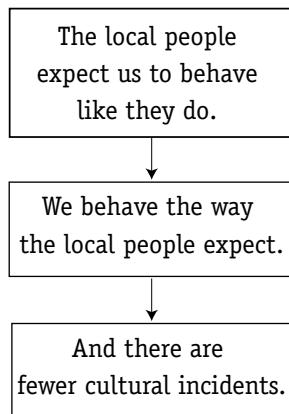 The local people
expect us to behave
like they do.
We behave the way
the local people expect.
And there are
fewer cultural incidents.